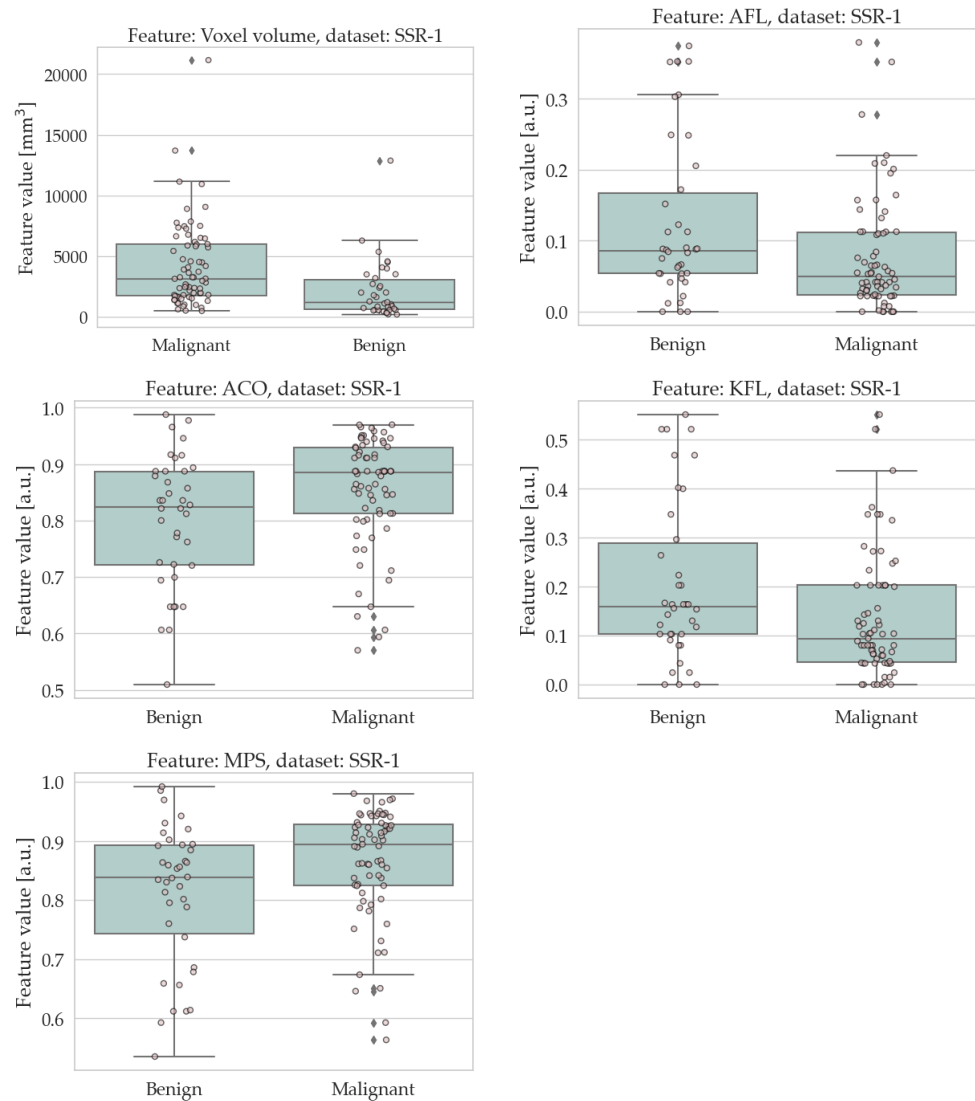 Feature: Voxel volume, dataset: SSR-1
Feature value [mm³]
20000
15000
10000
5000
0
Malignant Benign
Feature: AFL, dataset: SSR-1
Feature value [a.u.]
0.3
0.2
0.1
0.0
Benign Malignant
Feature: ACO, dataset: SSR-1
Feature value [a.u.]
1.0
0.9
0.8
0.7
0.6
0.5
Benign Malignant
Feature: KFL, dataset: SSR-1
Feature value [a.u.]
0.5
0.4
0.3
0.2
0.1
0.0
Benign Malignant
Feature: MPS, dataset: SSR-1
Feature value [a.u.]
1.0
0.9
0.8
0.7
0.6
Benign Malignant